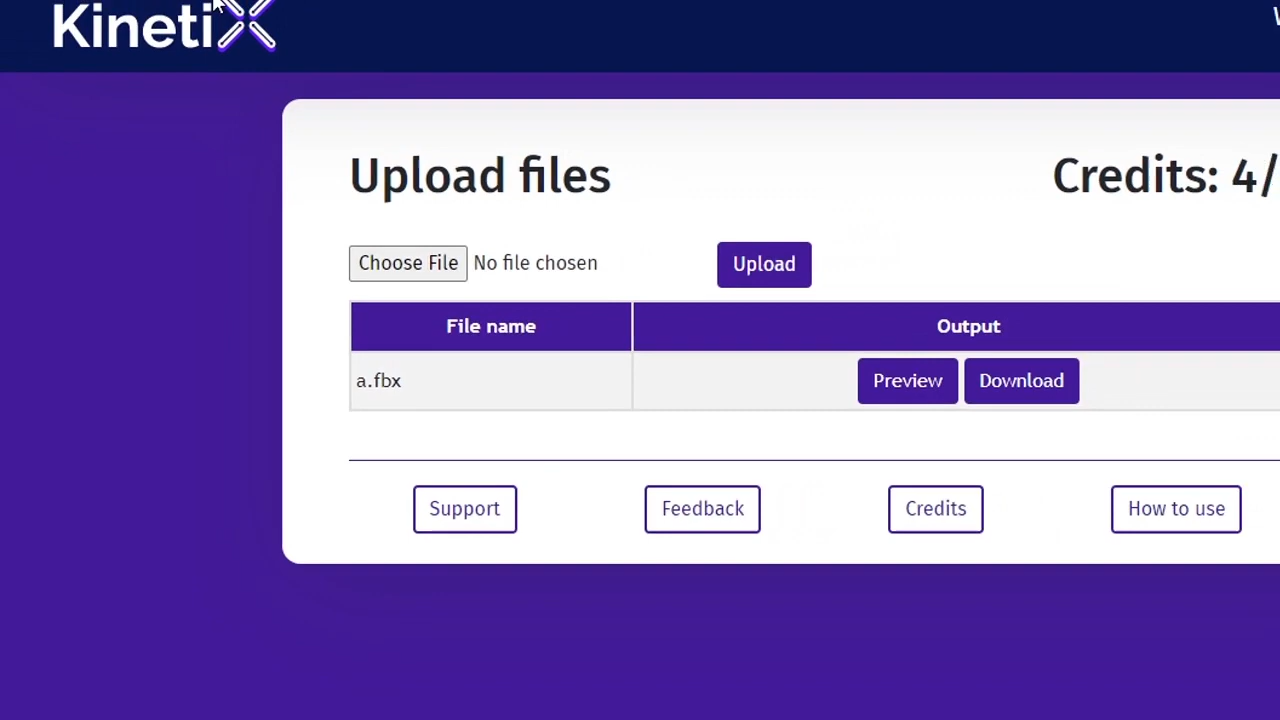 KinetiX
Upload files
Credits: 4/
Choose File No file chosen
Upload
File name
Output
a.fbx
Preview
Download
Support
Feedback
Credits
How to use